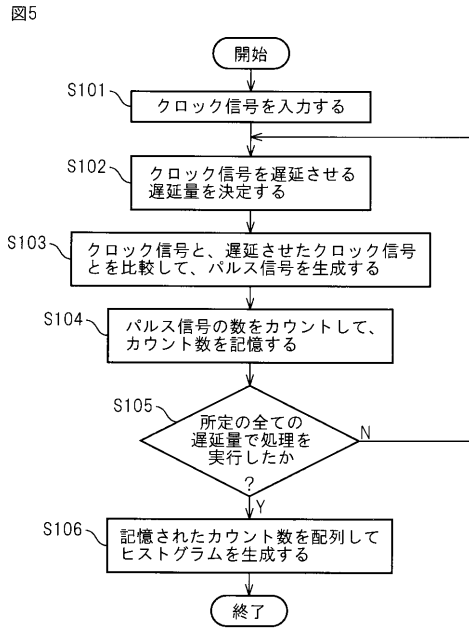 図5
開始
S101
クロック信号を入力する
S102
クロック信号を遅延させる
遅延量を決定する
S103
クロック信号と、遅延させたクロック信号
とを比較して、パルス信号を生成する
S104
パルス信号の数をカウントして、
カウント数を記憶する
S105
所定の全ての
遅延量で処理を
実行したか
?
N
Y
S106
記憶されたカウント数を配列して
ヒストグラムを生成する
終了